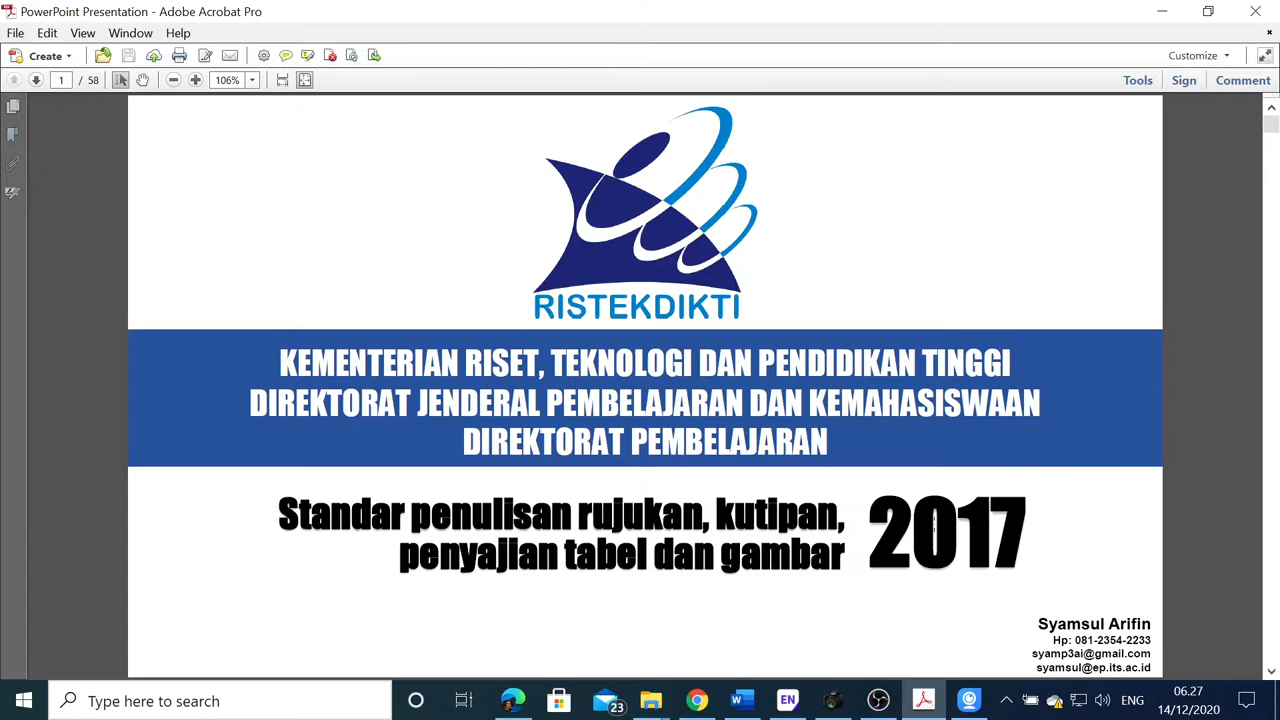 PowerPoint Presentation - Adobe Acrobat Pro
File Edit View Window Help
Create Customize
1 / 58 106% Tools Sign Comment
RISTEKDIKTI
KEMENTERIAN RISET, TEKNOLOGI DAN PENDIDIKAN TINGGI
DIREKTORAT JENDERAL PEMBELAJARAN DAN KEMAHASISWAAN
DIREKTORAT PEMBELAJARAN
Standar penulisan rujukan, kutipan,
penyajian tabel dan gambar
2017
Syamsul Arifin
Hp: 081-2354-2233
syamp3ai@gmail.com
syamsul@ep.its.ac.id
Type here to search 23 EN ENG 06.27
14/12/2020